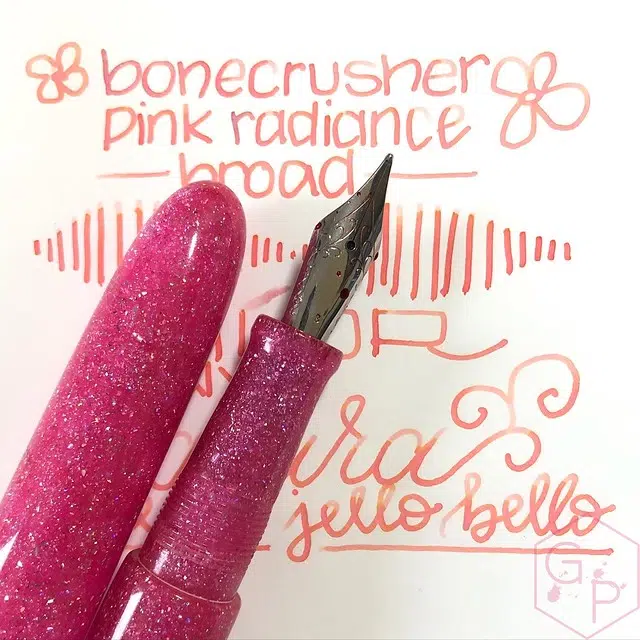 bonecrusher
pink radiance
broad
jello bello
G P